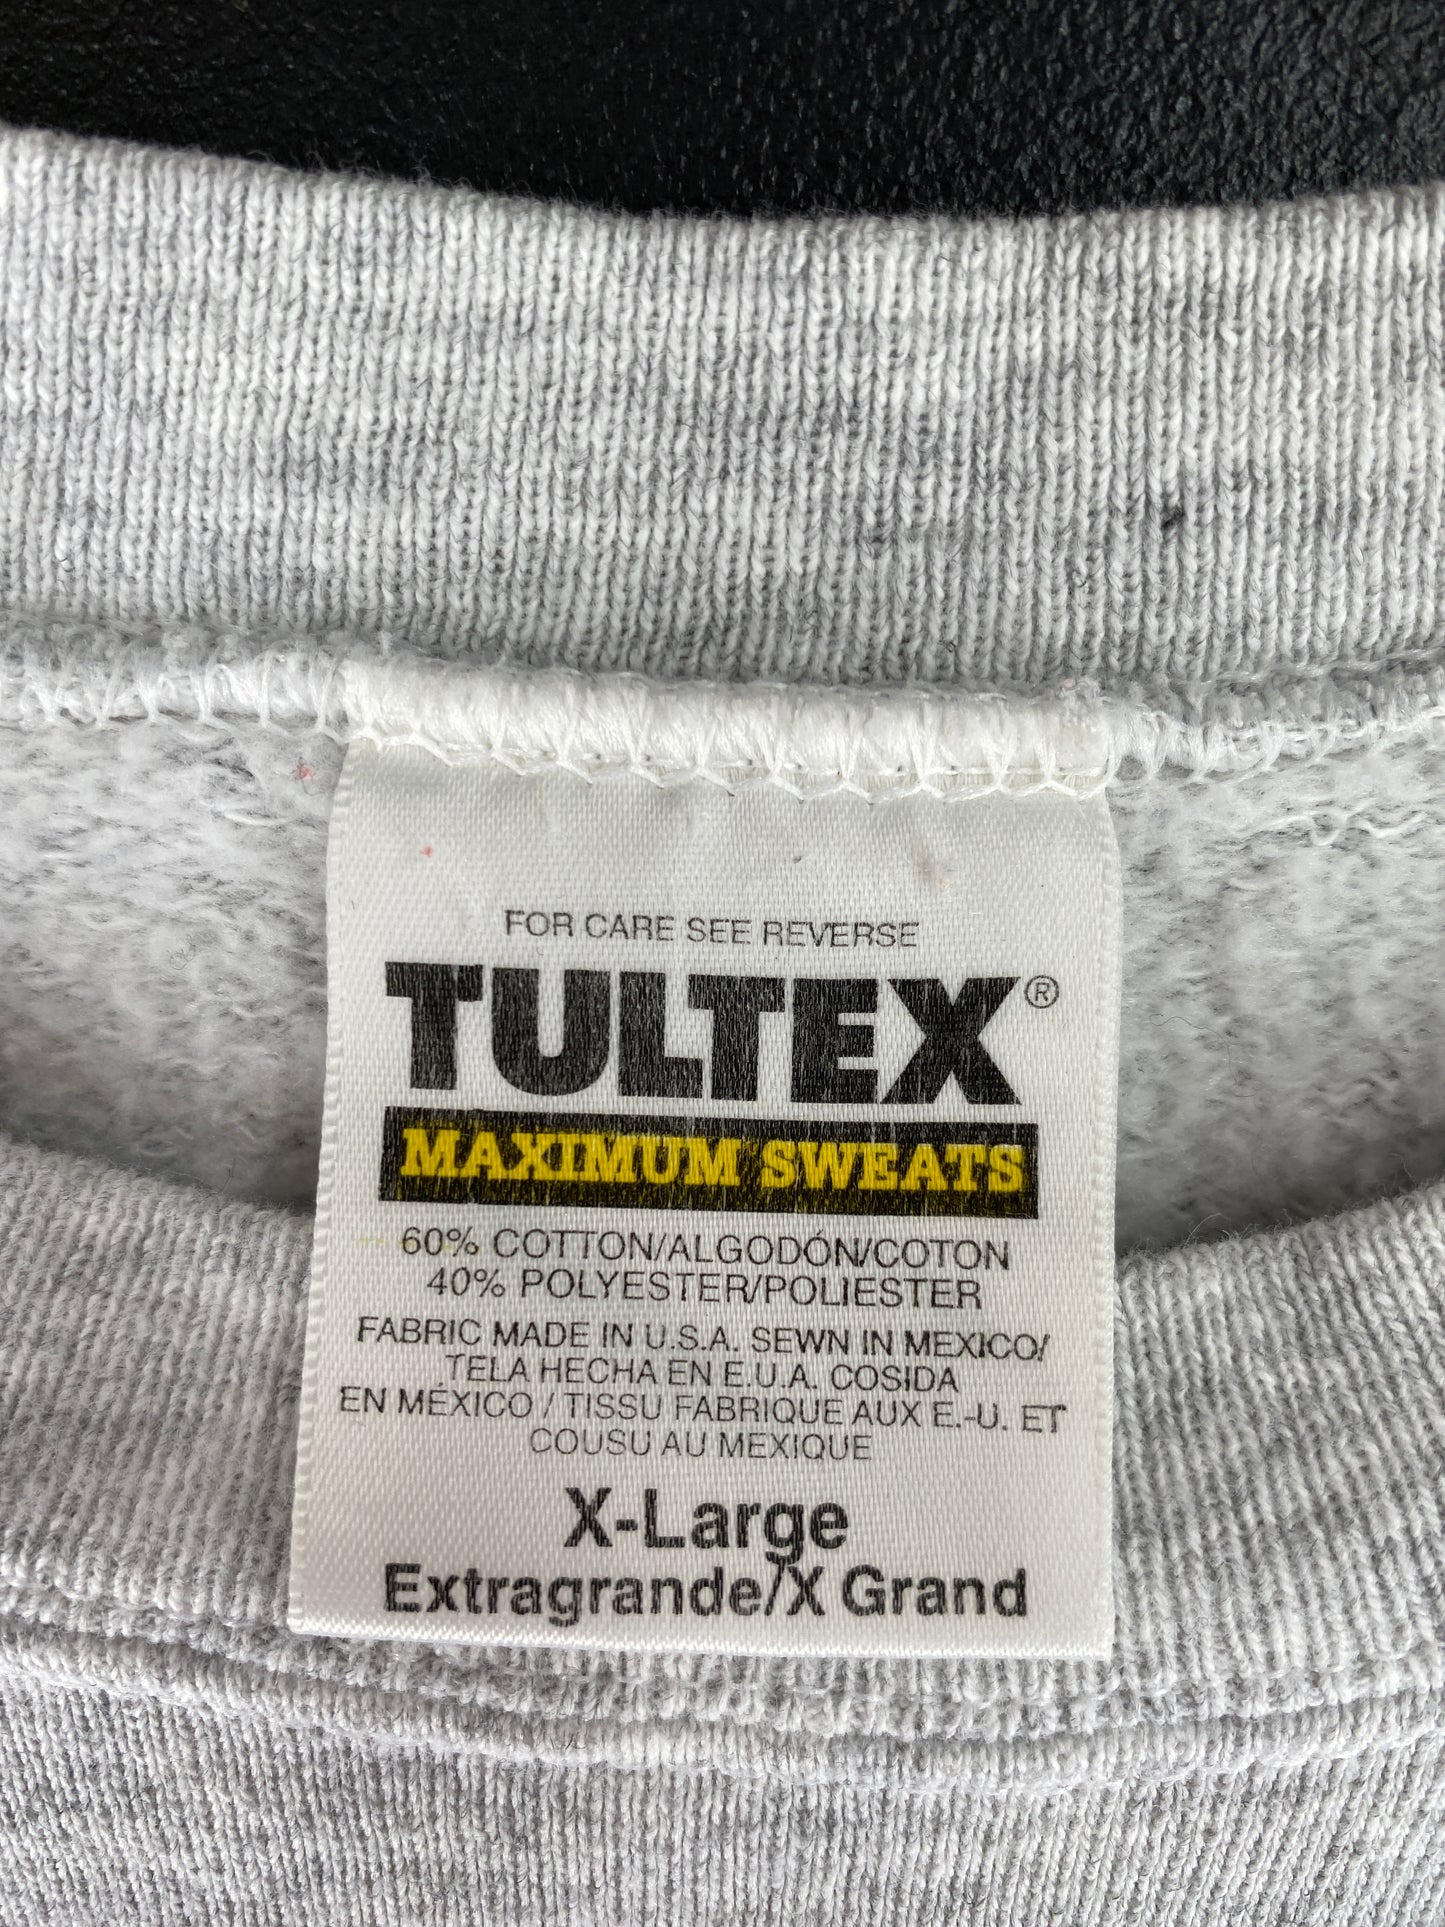 FOR CARE SEE REVERSE
TULTEX®
MAXIMUM SWEATS
60% COTTON/ALGODÓN/COTON
40% POLYESTER/POLIESTER
FABRIC MADE IN U.S.A. SEWN IN MEXICO/
TELA HECHA EN E.U.A. COSIDA
EN MÉXICO / TISSU FABRIQUE AUX E.-U. ET
COUSU AU MEXIQUE
X-Large
Extragrande/X Grand